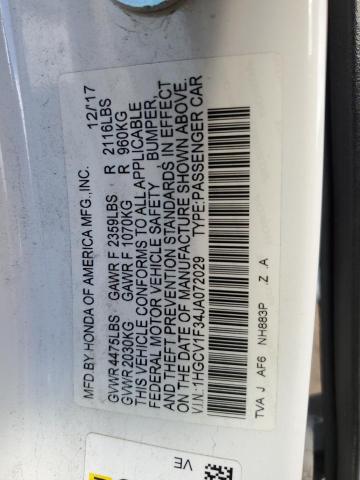 MFD BY HONDA OF AMERICA MFG.,INC. 12/'17
GVWR 4475LBS GAWR F 2359LBS R 2116LBS
GVWR 2030KG GAWR F 1070KG R 960KG
THIS VEHICLE CONFORMS TO ALL APPLICABLE
FEDERAL MOTOR VEHICLE SAFETY BUMPER,
AND THEFT PREVENTION STANDARDS IN EFFECT
ON THE DATE OF MANUFACTURE SHOWN ABOVE.
V.I.N.:1HGCV1F34JA072029 TYPE:PASSENGER CAR
TVA J AF6 NH883P Z A
VE